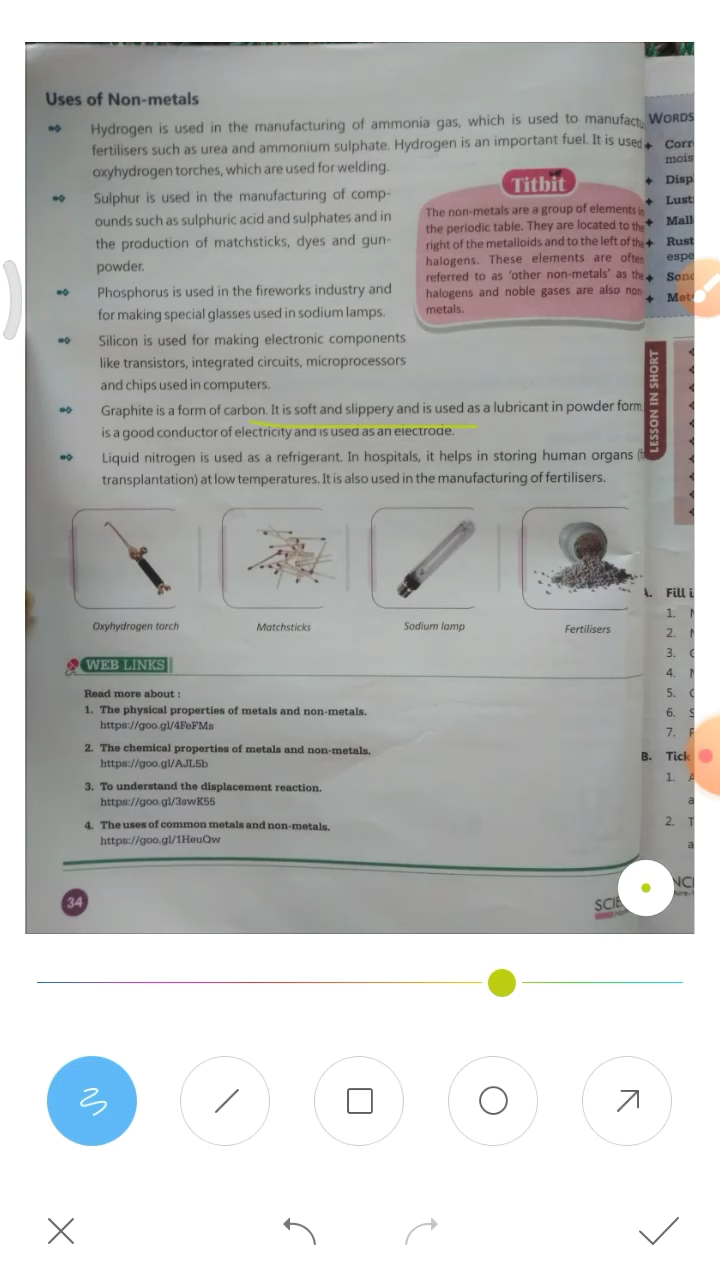 Uses of Non-metals
Hydrogen is used in the manufacturing of ammonia gas, which is used to
fertilisers such as urea and ammonium sulphate. Hydrogen is an important fuel. It is used
oxyhydrogen torches, which are used for welding.
Sulphur is used in the manufacturing of comp-
ounds such as sulphuric acid and sulphates and in
the production of matchsticks, dyes and gun-
powder.
Phosphorus is used in the fireworks industry and
for making special glasses used in sodium lamps.
Silicon is used for making electronic components
like transistors, integrated circuits, microprocessors
and chips used in computers.
Titbit
The non-metals are a group of elements in
the periodic table. They are located to the
right of the metalloids and to the left of the
halogens. These elements are often
referred to as 'other non-metals' as the
halogens and noble gases are also non-
metals.
Graphite is a form of carbon. It is soft and slippery and is used as a lubricant in powder form
is a good conductor of electricity and is used as an electrode.
Liquid nitrogen is used as a refrigerant. In hospitals, it helps in storing human organs
transplantation) at low temperatures. It is also used in the manufacturing of fertilisers.
Oxyhydrogen torch
Matchsticks
Sodium lamp
Fertilisers
WEB LINKS
Read more about :
1. The physical properties of metals and non-metals.
https://goo.gl/4FeFMs
2. The chemical properties of metals and non-metals.
https://goo.gl/AJL5b
3. To understand the displacement reaction.
https://goo.gl/3swK55
4. The uses of common metals and non-metals.
https://goo.gl/1HeuQw
34
WORDS
LESSON IN SHORT
Fill
1.
2.
3.
4.
5.
6.
7.
B. Tick
1.
a
2.
a